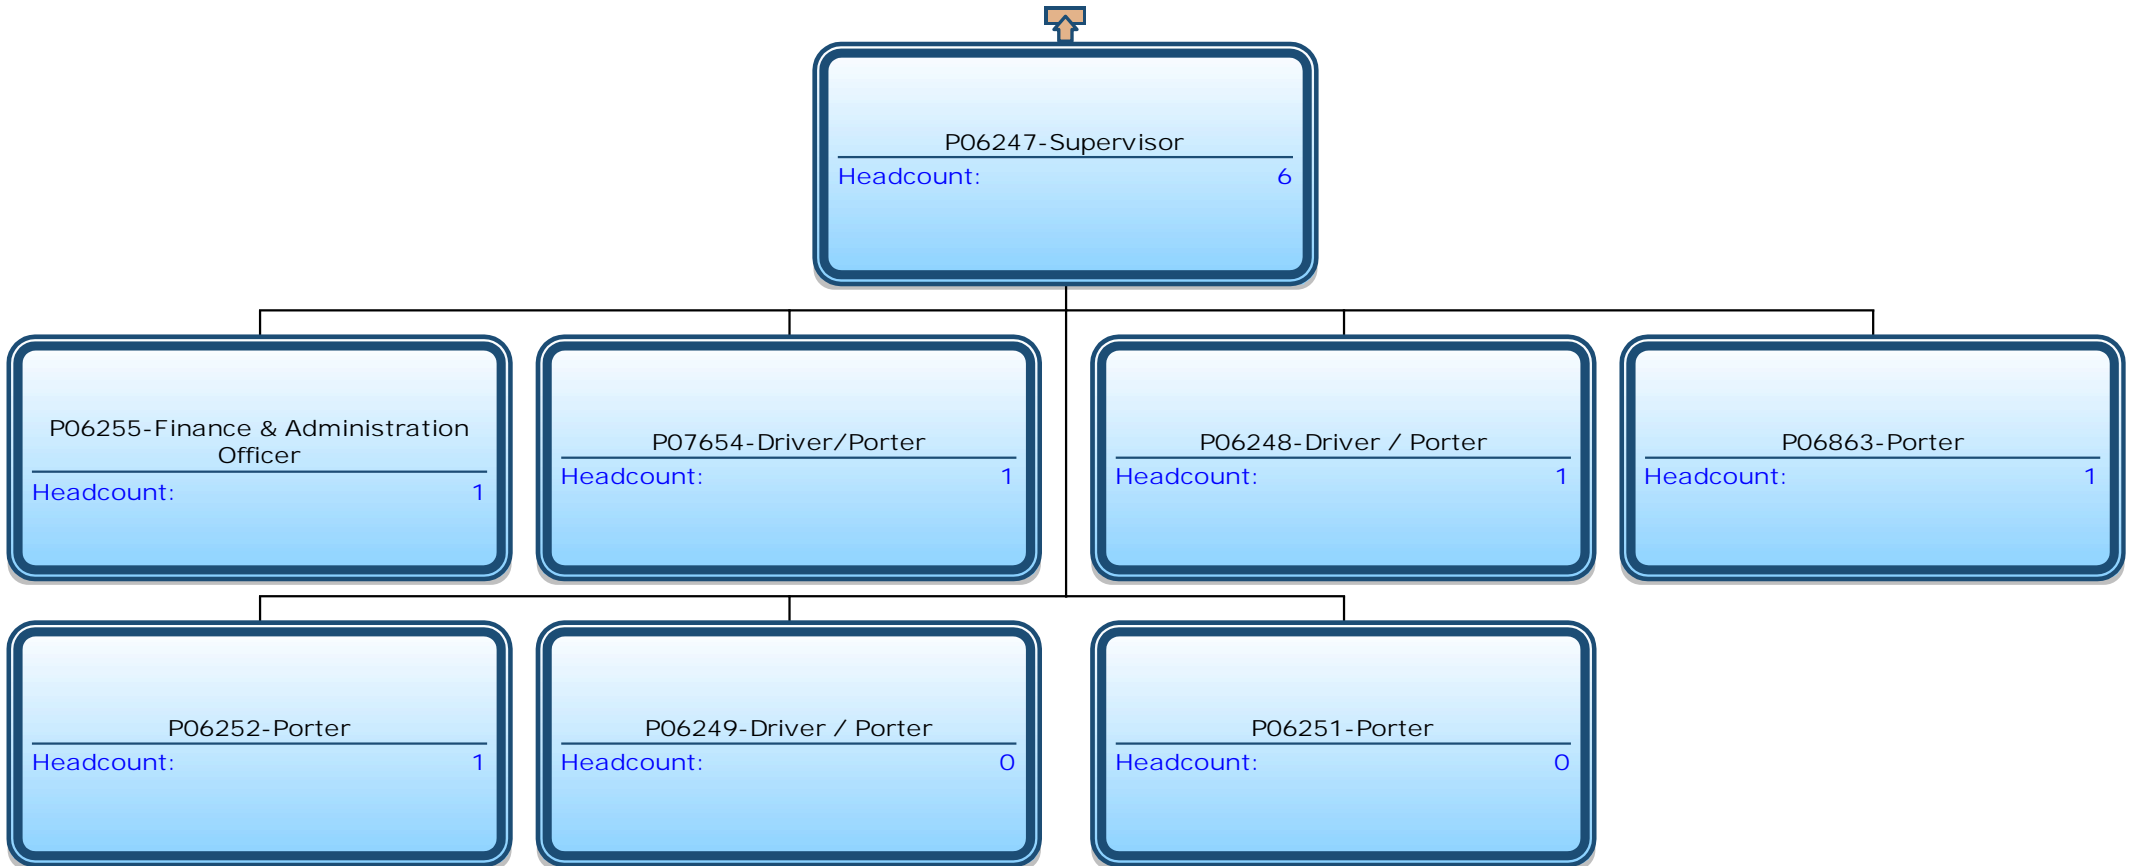 P06247-Supervisor
Headcount: 6
P06255-Finance & Administration
Officer
Headcount: 1
P07654-Driver/Porter
Headcount: 1
P06248-Driver / Porter
Headcount: 1
P06863-Porter
Headcount: 1
P06252-Porter
Headcount: 1
P06249-Driver / Porter
Headcount: 0
P06251-Porter
Headcount: 0